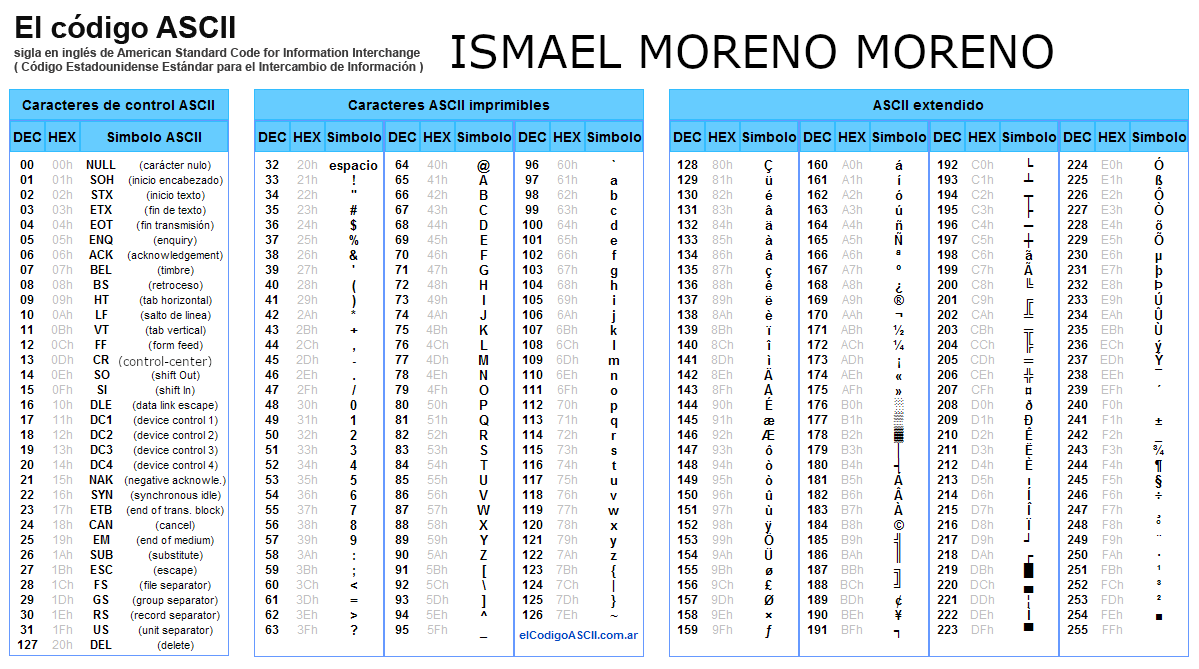 El código ASCII
sigla en inglés de American Standard Code for Information Interchange
( Código Estadounidense Estándar para el Intercambio de Información )
ISMAEL MORENO MORENO
Caracteres de control ASCII
DEC HEX Simbolo ASCII
00 00h NULL (carácter nulo)
01 01h SOH (inicio encabezado)
02 02h STX (inicio texto)
03 03h ETX (fin de texto)
04 04h EOT (fin transmisión)
05 05h ENQ (enquiry)
06 06h ACK (acknowledgement)
07 07h BEL (timbre)
08 08h BS (retroceso)
09 09h HT (tab horizontal)
10 0Ah LF (salto de linea)
11 0Bh VT (tab vertical)
12 0Ch FF (form feed)
13 0Dh CR (control-center)
14 0Eh SO (shift Out)
15 0Fh SI (shift In)
16 10h DLE (data link escape)
17 11h DC1 (device control 1)
18 12h DC2 (device control 2)
19 13h DC3 (device control 3)
20 14h DC4 (device control 4)
21 15h NAK (negative acknowle.)
22 16h SYN (synchronous idle)
23 17h ETB (end of trans. block)
24 18h CAN (cancel)
25 19h EM (end of medium)
26 1Ah SUB (substitute)
27 1Bh ESC (escape)
28 1Ch FS (file separator)
29 1Dh GS (group separator)
30 1Eh RS (record separator)
31 1Fh US (unit separator)
127 20h DEL (delete)
Caracteres ASCII imprimibles
DEC HEX Simbolo DEC HEX Simbolo DEC HEX Simbolo
32 20h espacio 64 40h @ 96 60h `
33 21h ! 65 41h A 97 61h a
34 22h " 66 42h B 98 62h b
35 23h # 67 43h C 99 63h c
36 24h $ 68 44h D 100 64h d
37 25h % 69 45h E 101 65h e
38 26h & 70 46h F 102 66h f
39 27h ' 71 47h G 103 67h g
40 28h ( 72 48h H 104 68h h
41 29h ) 73 49h I 105 69h i
42 2Ah * 74 4Ah J 106 6Ah j
43 2Bh + 75 4Bh K 107 6Bh k
44 2Ch , 76 4Ch L 108 6Ch l
45 2Dh - 77 4Dh M 109 6Dh m
46 2Eh . 78 4Eh N 110 6Eh n
47 2Fh / 79 4Fh O 111 6Fh o
48 30h 0 80 50h P 112 70h p
49 31h 1 81 51h Q 113 71h q
50 32h 2 82 52h R 114 72h r
51 33h 3 83 53h S 115 73h s
52 34h 4 84 54h T 116 74h t
53 35h 5 85 55h U 117 75h u
54 36h 6 86 56h V 118 76h v
55 37h 7 87 57h W 119 77h w
56 38h 8 88 58h X 120 78h x
57 39h 9 89 59h Y 121 79h y
58 3Ah : 90 5Ah Z 122 7Ah z
59 3Bh ; 91 5Bh [ 123 7Bh {
60 3Ch < 92 5Ch \ 124 7Ch |
61 3Dh = 93 5Dh ] 125 7Dh }
62 3Eh > 94 5Eh ^ 126 7Eh ~
63 3Fh ? 95 5Fh _ elCodigoASCII.com.ar
ASCII extendido
DEC HEX Simbolo DEC HEX Simbolo DEC HEX Simbolo DEC HEX Simbolo
128 80h Ç 160 A0h á 192 C0h └ 224 E0h Ó
129 81h ü 161 A1h í 193 C1h ┴ 225 E1h ß
130 82h é 162 A2h ó 194 C2h ┬ 226 E2h Ô
131 83h â 163 A3h ú 195 C3h ├ 227 E3h Ò
132 84h ä 164 A4h ñ 196 C4h ─ 228 E4h õ
133 85h à 165 A5h Ñ 197 C5h ┼ 229 E5h Õ
134 86h å 166 A6h ª 198 C6h ã 230 E6h µ
135 87h ç 167 A7h º 199 C7h Ã 231 E7h þ
136 88h ê 168 A8h ¿ 200 C8h ╚ 232 E8h Þ
137 89h ë 169 A9h ® 201 C9h ╔ 233 E9h Ú
138 8Ah è 170 AAh ¬ 202 CAh ╩ 234 EAh Û
139 8Bh ï 171 ABh ½ 203 CBh ╦ 235 EBh Ù
140 8Ch î 172 ACh ¼ 204 CCh ╠ 236 ECh ý
141 8Dh ì 173 ADh ¡ 205 CDh ═ 237 EDh Ý
142 8Eh Ä 174 AEh « 206 CEh ╬ 238 EEh ¯
143 8Fh Å 175 AFh » 207 CFh ¤ 239 EFh ´
144 90h É 176 B0h ░ 208 D0h ð 240 F0h
145 91h æ 177 B1h ▒ 209 D1h Ð 241 F1h ±
146 92h Æ 178 B2h ▓ 210 D2h Ê 242 F2h ‗
147 93h ô 179 B3h │ 211 D3h Ë 243 F3h ¾
148 94h ò 180 B4h ┤ 212 D4h È 244 F4h ¶
149 95h ò 181 B5h Á 213 D5h ı 245 F5h §
150 96h û 182 B6h Â 214 D6h Í 246 F6h ÷
151 97h ù 183 B7h À 215 D7h Î 247 F7h ¸
152 98h ÿ 184 B8h © 216 D8h Ï 248 F8h °
153 99h Ö 185 B9h ╣ 217 D9h ┘ 249 F9h ¨
154 9Ah Ü 186 BAh ║ 218 DAh ┌ 250 FAh ·
155 9Bh ø 187 BBh ╗ 219 DBh █ 251 FBh ¹
156 9Ch £ 188 BCh ╝ 220 DCh ▄ 252 FCh ³
157 9Dh Ø 189 BDh ¢ 221 DDh ¦ 253 FDh ²
158 9Eh × 190 BEh ¥ 222 DEh Ì 254 FEh ■
159 9Fh ƒ 191 BFh ┐ 223 DFh ▀ 255 FFh